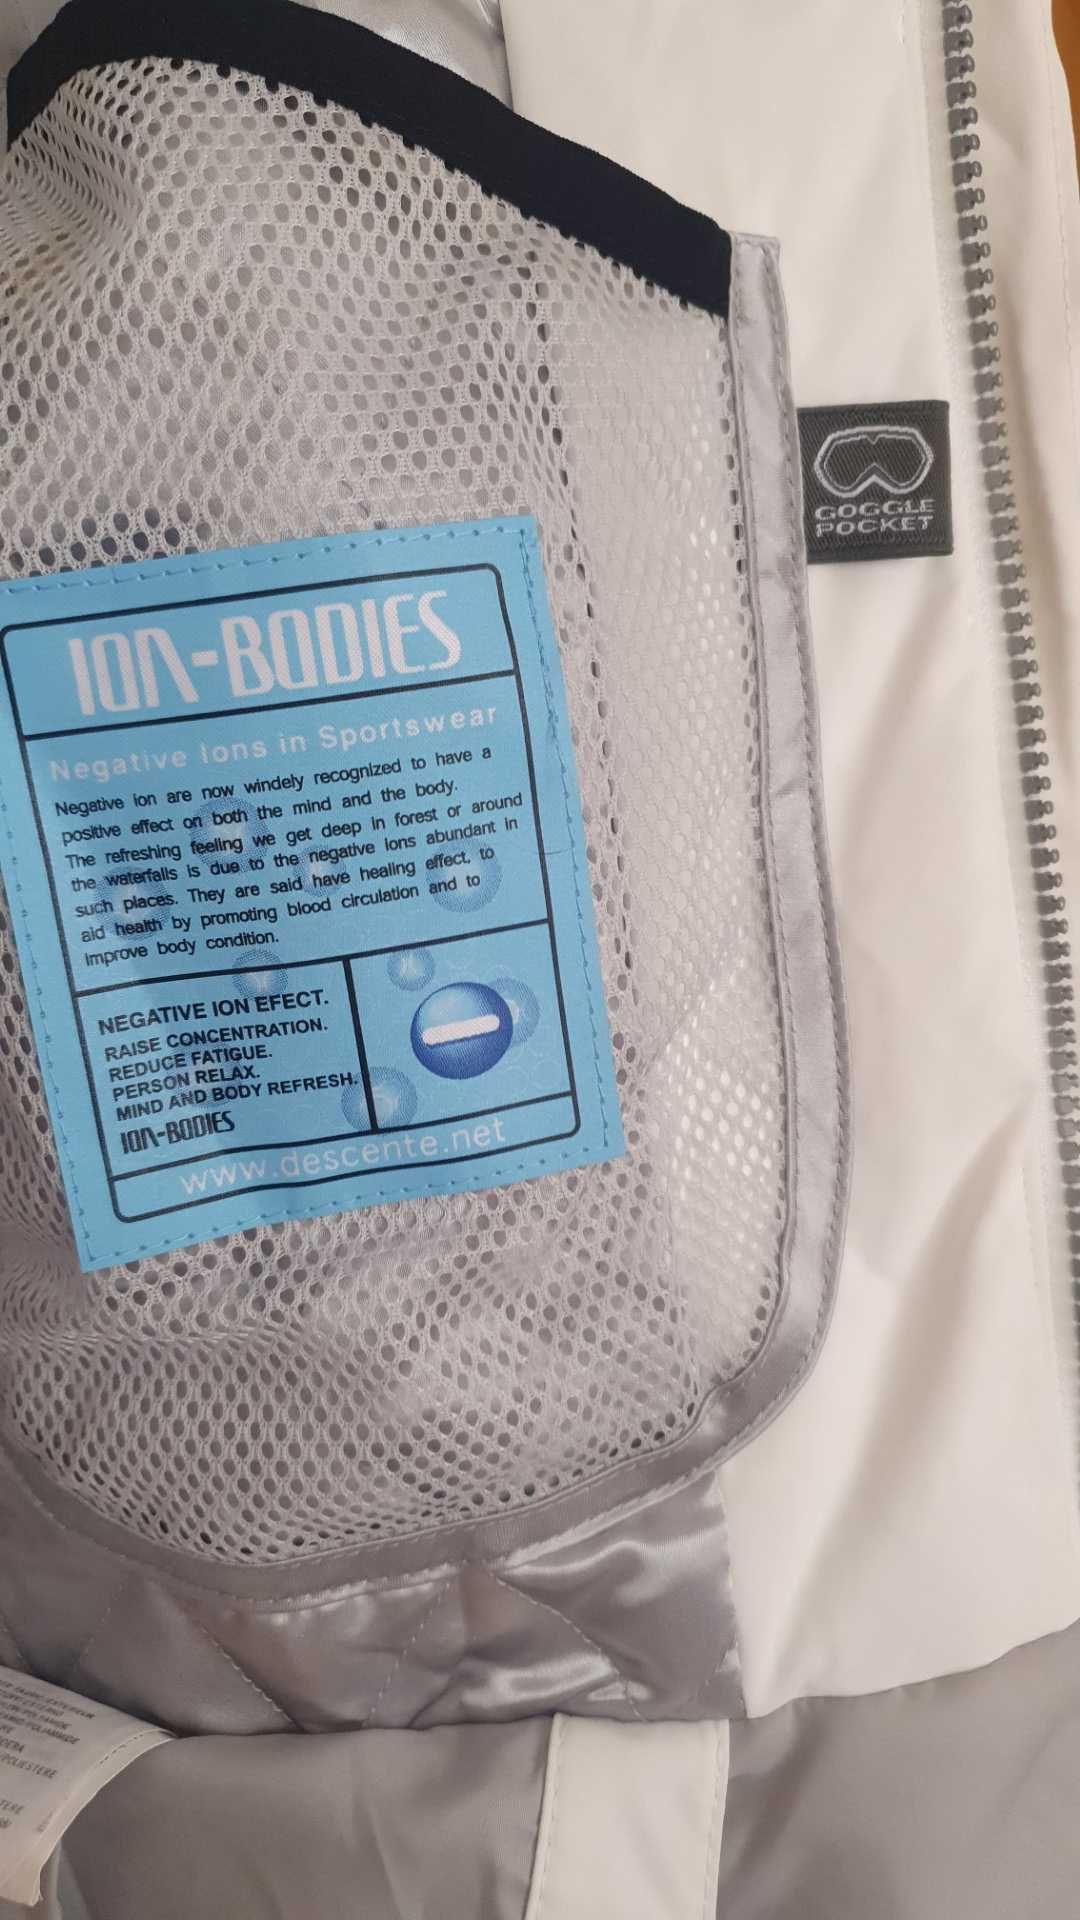 GOGGLE
POCKET
ION-BODIES
Negative Ions in Sportswear
Negative ion are now windely recognized to have a
positive effect on both the mind and the body.
The refreshing feeling we get deep in forest or around
the waterfalls is due to the negative ions abundant in
such places. They are said have healing effect, to
aid health by promoting blood circulation and to
improve body condition.
NEGATIVE ION EFECT.
RAISE CONCENTRATION.
REDUCE FATIGUE.
PERSON RELAX.
MIND AND BODY REFRESH.
ION-BODIES
www.descente.net